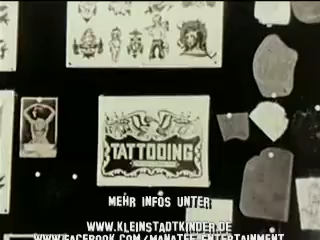 TATTOOING
MEHR INFOS UNTER
WWW.KLEINSTADTKINDER.DE
WWW.FACEBOOK.COM/MANATEE.ENTERTAINMENT